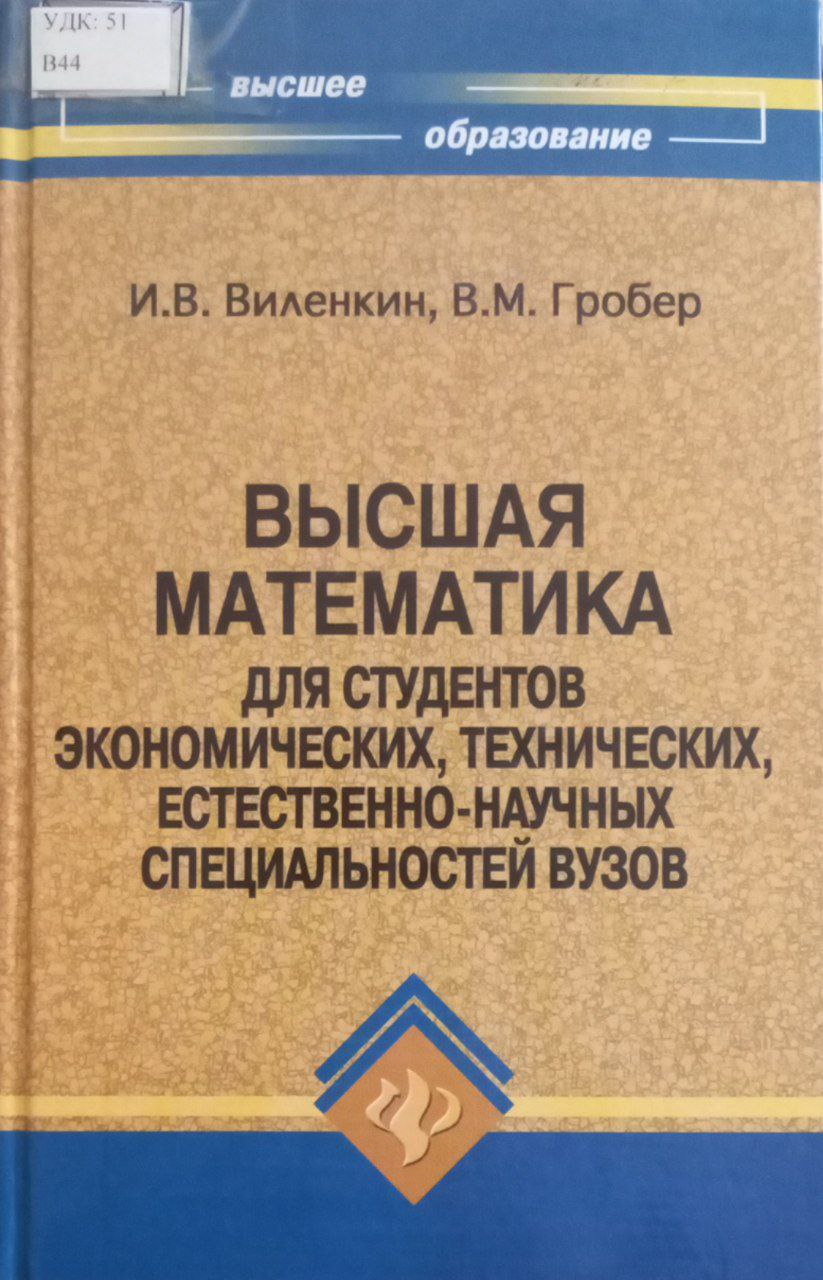 УДК: 51
В44
высшее
образование
И.В. Виленкин, В.М. Гробер
ВЫСШАЯ
МАТЕМАТИКА
ДЛЯ СТУДЕНТОВ
ЭКОНОМИЧЕСКИХ, ТЕХНИЧЕСКИХ,
ЕСТЕСТВЕННО-НАУЧНЫХ
СПЕЦИАЛЬНОСТЕЙ ВУЗОВ